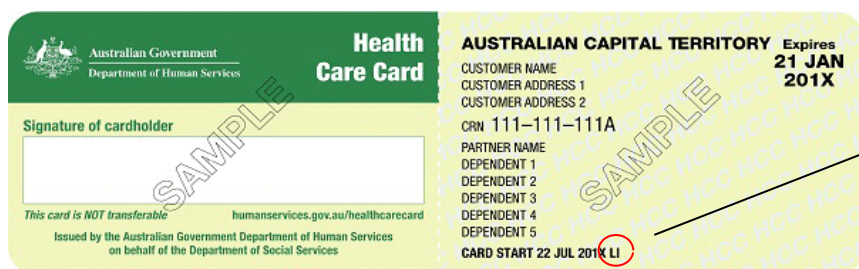 Australian Government
Department of Human Services
Health
Care Card
Signature of cardholder
SAMPLE
This card is NOT transferable
humanservices.gov.au/healthcarecard
Issued by the Australian Government Department of Human Services
on behalf of the Department of Social Services
AUSTRALIAN CAPITAL TERRITORY
Expires
21 JAN
201X
CUSTOMER NAME
CUSTOMER ADDRESS 1
CUSTOMER ADDRESS 2
CRN 111–111–111A
PARTNER NAME
DEPENDENT 1
DEPENDENT 2
DEPENDENT 3
DEPENDENT 4
DEPENDENT 5
SAMPLE
CARD START 22 JUL 201X LI
HCC HCC HCC